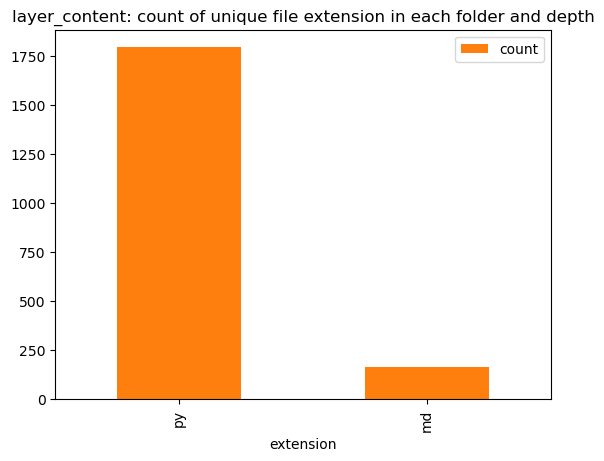 layer_content: count of unique file extension in each folder and depth
count
1750
1500
1250
1000
750
500
250
0
py
md
extension